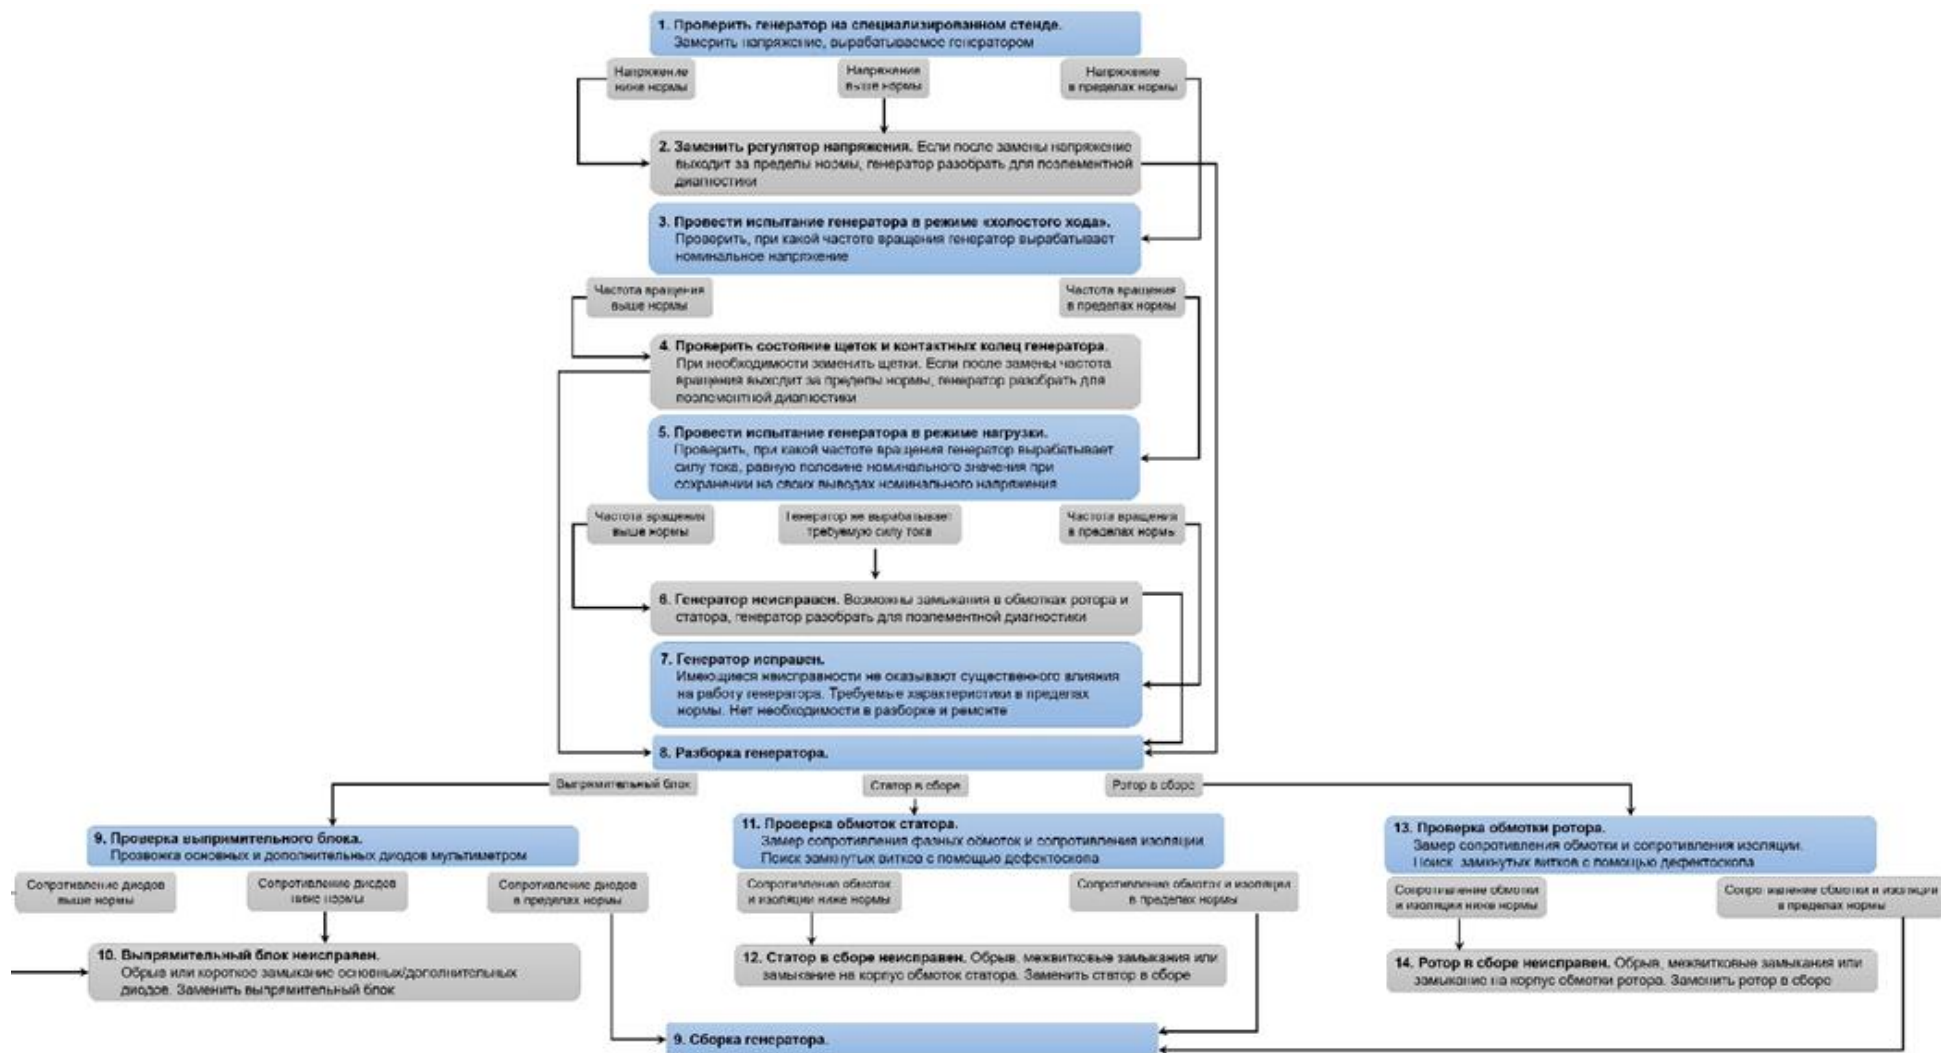 1. Проверить генератор на специализированном стенде.
Замерить напряжение, вырабатываемое генератором
Напряжение
ниже нормы
Напряжение
выше нормы
Напряжение
в пределах нормы
2. Заменить регулятор напряжения. Если после замены напряжение
выходит за пределы нормы, генератор разобрать для поэлементной
диагностики
3. Провести испытание генератора в режиме «холостого хода».
Проверить, при какой частоте вращения генератор вырабатывает
номинальное напряжение
Частота вращения
выше нормы
Частота вращения
в пределах нормы
4. Проверить состояние щеток и контактных колец генератора.
При необходимости заменить щетки. Если после замены частота
вращения выходит за пределы нормы, генератор разобрать для
поэлементной диагностики
5. Провести испытание генератора в режиме нагрузки.
Проверить, при какой частоте вращения генератор вырабатывает
силу тока, равную половине номинального значения при
сохранении на своих выводах номинального напряжения
Частота вращения
выше нормы
Генератор не вырабатывает
требуемую силу тока
Частота вращения
в пределах нормы
6. Генератор неисправен. Возможны замыкания в обмотках ротора и
статора, генератор разобрать для поэлементной диагностики
7. Генератор исправен.
Имеющиеся неисправности не оказывают существенного влияния
на работу генератора. Требуемые характеристики в пределах
нормы. Нет необходимости в разборке и ремонте
8. Разборка генератора.
Выпрямительный блок
Статор в сборе
Ротор в сборе
9. Проверка выпрямительного блока.
Прозвонка основных и дополнительных диодов мультиметром
11. Проверка обмоток статора.
Замер сопротивления фазных обмоток и сопротивления изоляции.
Поиск замкнутых витков с помощью дефектоскопа
13. Проверка обмотки ротора.
Замер сопротивления обмотки и сопротивления изоляции.
Поиск замкнутых витков с помощью дефектоскопа
Сопротивление диодов
выше нормы
Сопротивление диодов
ниже нормы
Сопротивление диодов
в пределах нормы
Сопротивление обмоток
и изоляции ниже нормы
Сопротивление обмоток и изоляции
в пределах нормы
Сопротивление обмотки
и изоляции ниже нормы
Сопротивление обмотки и изоляции
в пределах нормы
10. Выпрямительный блок неисправен.
Обрыв или короткое замыкание основных/дополнительных
диодов. Заменить выпрямительный блок
12. Статор в сборе неисправен. Обрыв, межвитковые замыкания или
замыкание на корпус обмоток статора. Заменить статор в сборе
14. Ротор в сборе неисправен. Обрыв, межвитковые замыкания или
замыкание на корпус обмотки ротора. Заменить ротор в сборе
9. Сборка генератора.